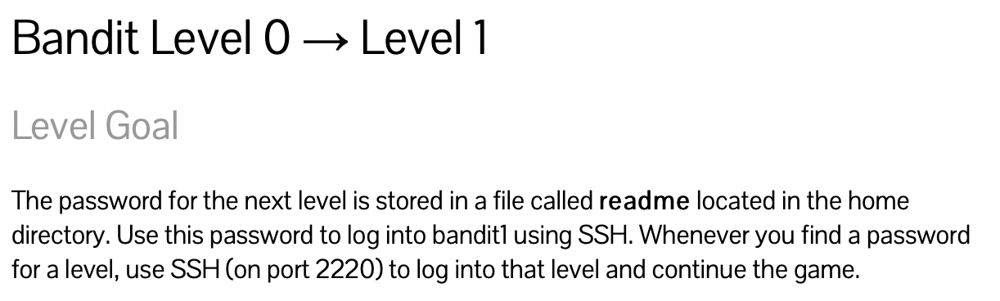 Bandit Level 0 → Level 1
Level Goal
The password for the next level is stored in a file called readme located in the home
directory. Use this password to log into bandit1 using SSH. Whenever you find a password
for a level, use SSH (on port 2220) to log into that level and continue the game.